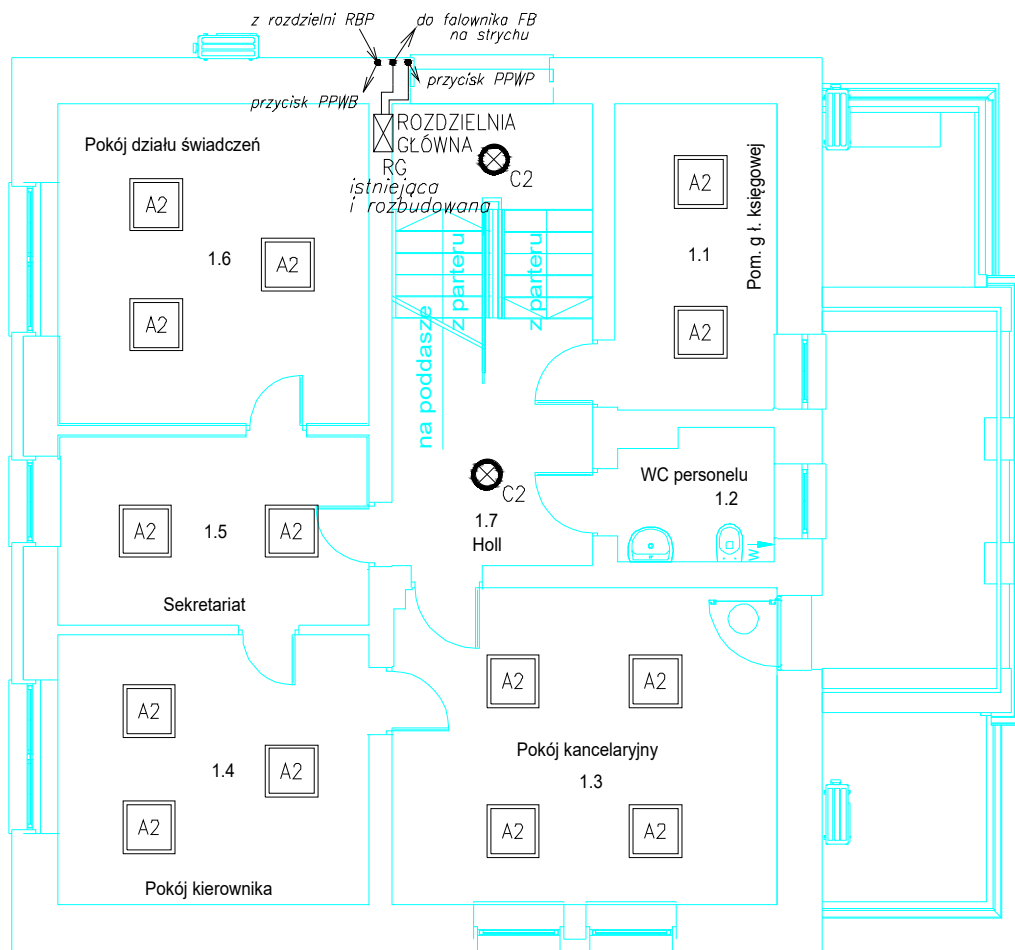 z rozdzielni RBP
do falownika FB
na strychu
przycisk PPWB
przycisk PPWP
ROZDZIELNIA
GŁÓWNA
RG
istniejąca
i rozbudowana
C2
Pokój działu świadczeń
A2
1.6
A2
A2
A2
1.1
Pom. g ł. księgowej
A2
z parteru
z parteru
na poddasze
WC personelu
1.2
W
C2
1.7
Holl
A2
1.5
A2
Sekretariat
A2
1.4
A2
A2
Pokój kierownika
A2
A2
Pokój kancelaryjny
1.3
A2
A2